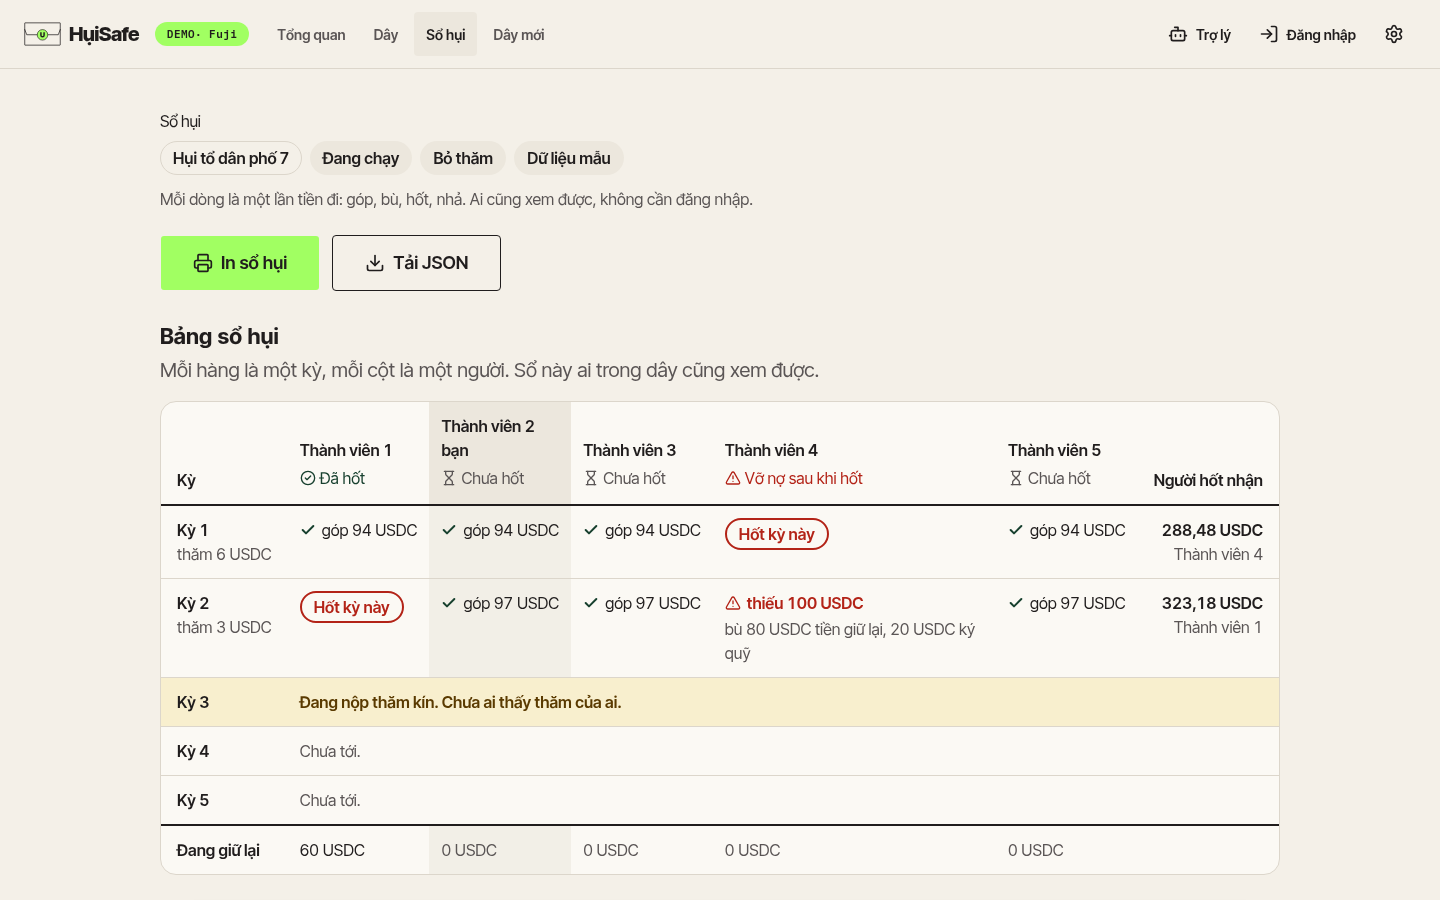 HụiSafe DEMO· Fuji Tổng quan Dây Sổ hụi Dây mới Trợ lý Đăng nhập
Sổ hụi
Hụi tổ dân phố 7 Đang chạy Bỏ thăm Dữ liệu mẫu
Mỗi dòng là một lần tiền đi: góp, bù, hốt, nhả. Ai cũng xem được, không cần đăng nhập.
In sổ hụi Tải JSON
Bảng sổ hụi
Mỗi hàng là một kỳ, mỗi cột là một người. Sổ này ai trong dây cũng xem được.
Kỳ
Thành viên 1
Đã hốt
Thành viên 2
bạn
Chưa hốt
Thành viên 3
Chưa hốt
Thành viên 4
Vỡ nợ sau khi hốt
Thành viên 5
Chưa hốt
Người hốt nhận
Kỳ 1 góp 94 USDC góp 94 USDC góp 94 USDC Hốt kỳ này góp 94 USDC 288,48 USDC
thăm 6 USDC Thành viên 4
Kỳ 2 Hốt kỳ này góp 97 USDC góp 97 USDC thiếu 100 USDC góp 97 USDC 323,18 USDC
thăm 3 USDC bù 80 USDC tiền giữ lại, 20 USDC ký Thành viên 1
quỹ
Kỳ 3 Đang nộp thăm kín. Chưa ai thấy thăm của ai.
Kỳ 4 Chưa tới.
Kỳ 5 Chưa tới.
Đang giữ lại 60 USDC 0 USDC 0 USDC 0 USDC 0 USDC